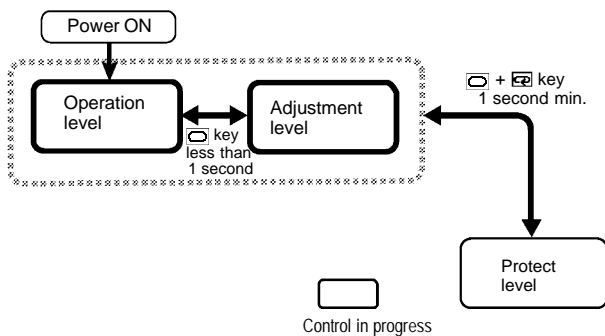 Power ON
Operation
level
Adjustment
level
key
less than
1 second
+ key
1 second min.
Protect
level
Control in progress